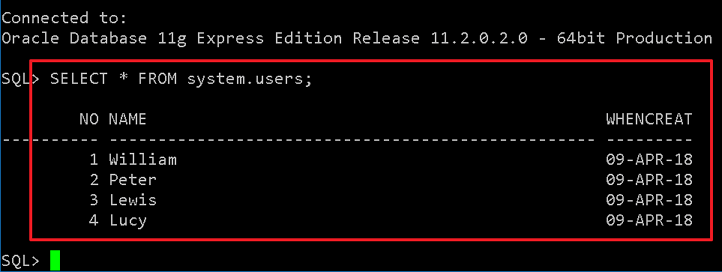 Connected to:
Oracle Database 11g Express Edition Release 11.2.0.2.0 - 64bit Production
SQL> SELECT * FROM system.users;
NO NAME WHENCREAT
---------- -------------------------------------------------- ---------
1 William 09-APR-18
2 Peter 09-APR-18
3 Lewis 09-APR-18
4 Lucy 09-APR-18
SQL>